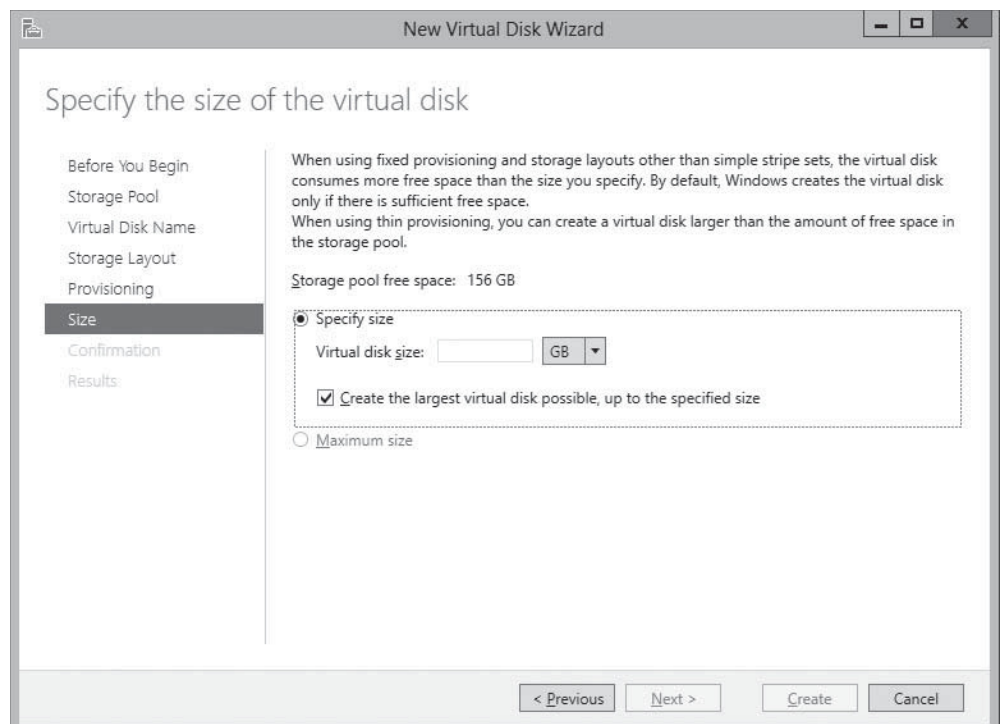 New Virtual Disk Wizard
Specify the size of the virtual disk
Before You Begin
Storage Pool
Virtual Disk Name
Storage Layout
Provisioning
Size
Confirmation
Results
When using fixed provisioning and storage layouts other than simple stripe sets, the virtual disk
consumes more free space than the size you specify. By default, Windows creates the virtual disk
only if there is sufficient free space.
When using thin provisioning, you can create a virtual disk larger than the amount of free space in
the storage pool.
Storage pool free space: 156 GB
Specify size
Virtual disk size: GB
Create the largest virtual disk possible, up to the specified size
Maximum size
< Previous Next > Create Cancel